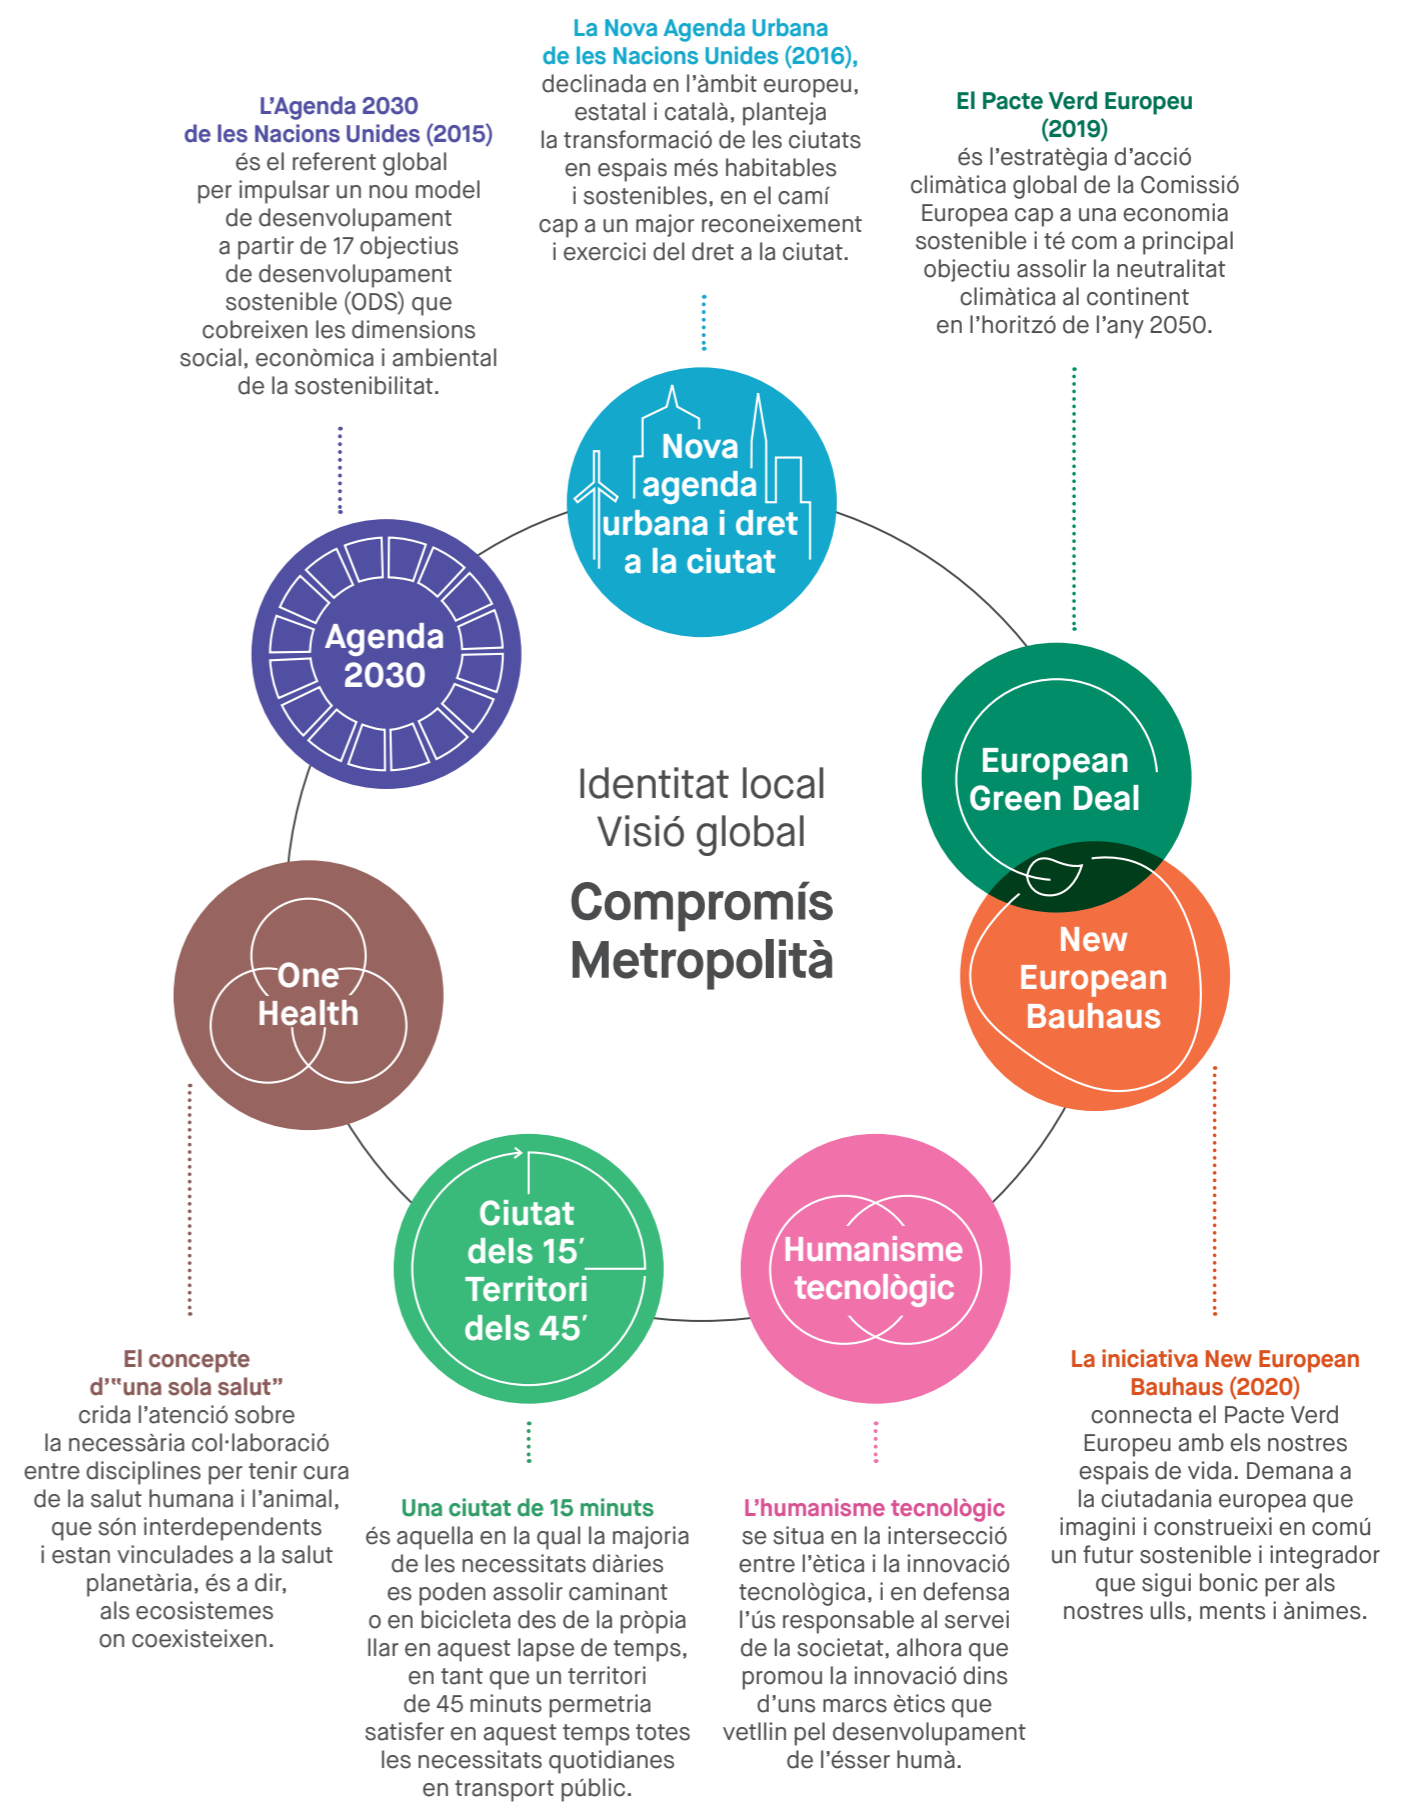 La Nova Agenda Urbana
de les Nacions Unides (2016),
declinada en l’àmbit europeu,
estatal i català, planteja
la transformació de les ciutats
en espais més habitables
i sostenibles, en el camí
cap a un major reconeixement
i exercici del dret a la ciutat.
L’Agenda 2030
de les Nacions Unides (2015)
és el referent global
per impulsar un nou model
de desenvolupament
a partir de 17 objectius
de desenvolupament
sostenible (ODS) que
cobreixen les dimensions
social, econòmica i ambiental
de la sostenibilitat.
El Pacte Verd Europeu
(2019)
és l’estratègia d’acció
climàtica global de la Comissió
Europea cap a una economia
sostenible i té com a principal
objectiu assolir la neutralitat
climàtica al continent
en l’horitzó de l’any 2050.
Nova
agenda
urbana i dret
a la ciutat
Agenda
2030
European
Green Deal
Identitat local
Visió global
Compromís
Metropolità
New
European
Bauhaus
One
Health
Ciutat
dels 15′
Territori
dels 45′
Humanisme
tecnològic
El concepte
d’“una sola salut”
crida l’atenció sobre
la necessària col·laboració
entre disciplines per tenir cura
de la salut humana i l’animal,
que són interdependents
i estan vinculades a la salut
planetària, és a dir,
als ecosistemes
on coexisteixen.
Una ciutat de 15 minuts
és aquella en la qual la majoria
de les necessitats diàries
es poden assolir caminant
o en bicicleta des de la pròpia
llar en aquest lapse de temps,
en tant que un territori
de 45 minuts permetria
satisfer en aquest temps totes
les necessitats quotidianes
en transport públic.
L’humanisme tecnològic
se situa en la intersecció
entre l’ètica i la innovació
tecnològica, i en defensa
l’ús responsable al servei
de la societat, alhora que
promou la innovació dins
d’uns marcs ètics que
vetllin pel desenvolupament
de l’ésser humà.
La iniciativa New European
Bauhaus (2020)
connecta el Pacte Verd
Europeu amb els nostres
espais de vida. Demana a
la ciutadania europea que
imagini i construeixi en comú
un futur sostenible i integrador
que sigui bonic per als
nostres ulls, ments i ànimes.